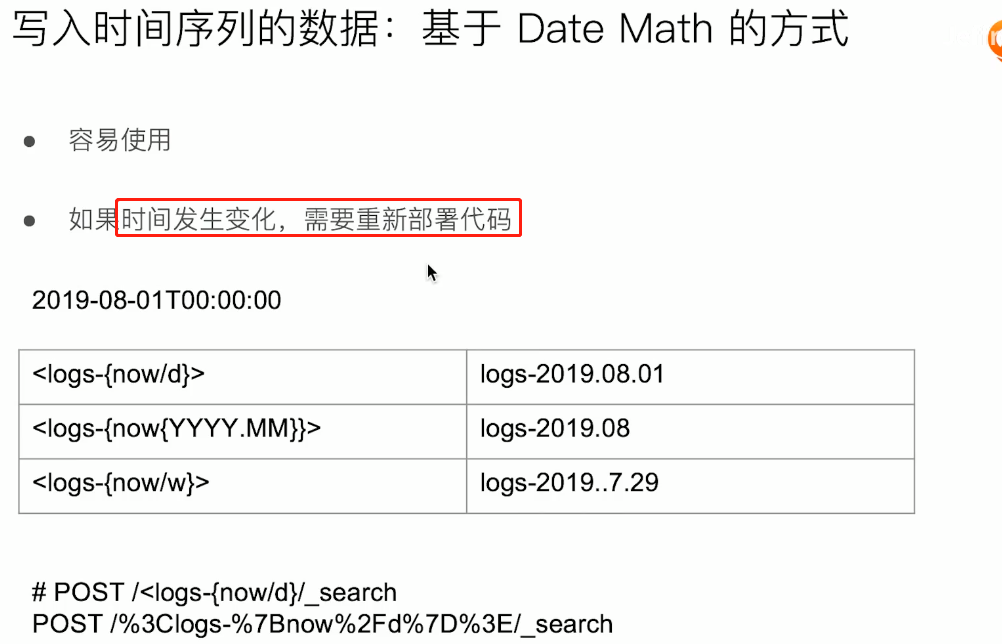 写入时间序列的数据：基于 Date Math 的方式
● 容易使用
● 如果时间发生变化，需要重新部署代码
2019-08-01T00:00:00
<logs-{now/d}> logs-2019.08.01
<logs-{now{YYYY.MM}}> logs-2019.08
<logs-{now/w}> logs-2019..7.29
# POST /<logs-{now/d}/_search
POST /%3Clogs-%7Bnow%2Fd%7D%3E/_search